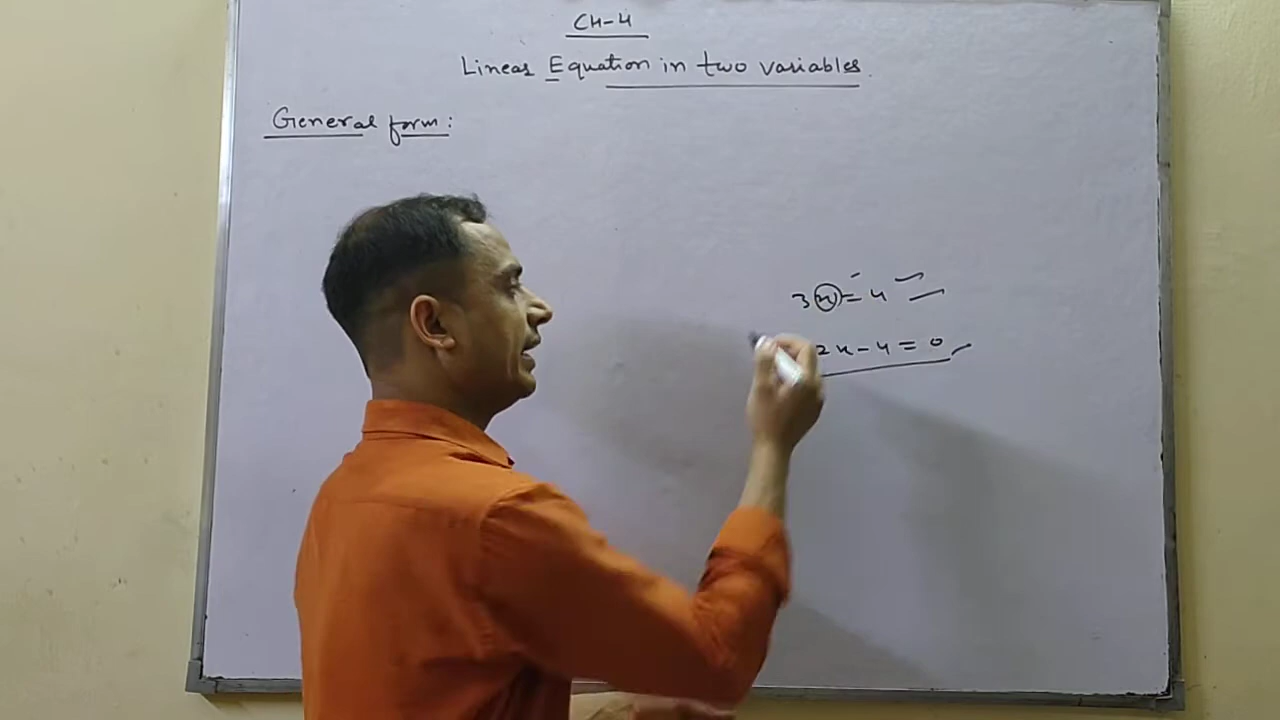 CH-4
Linear Equation in two variables
General form:
3x = 4
2x - 4 = 0